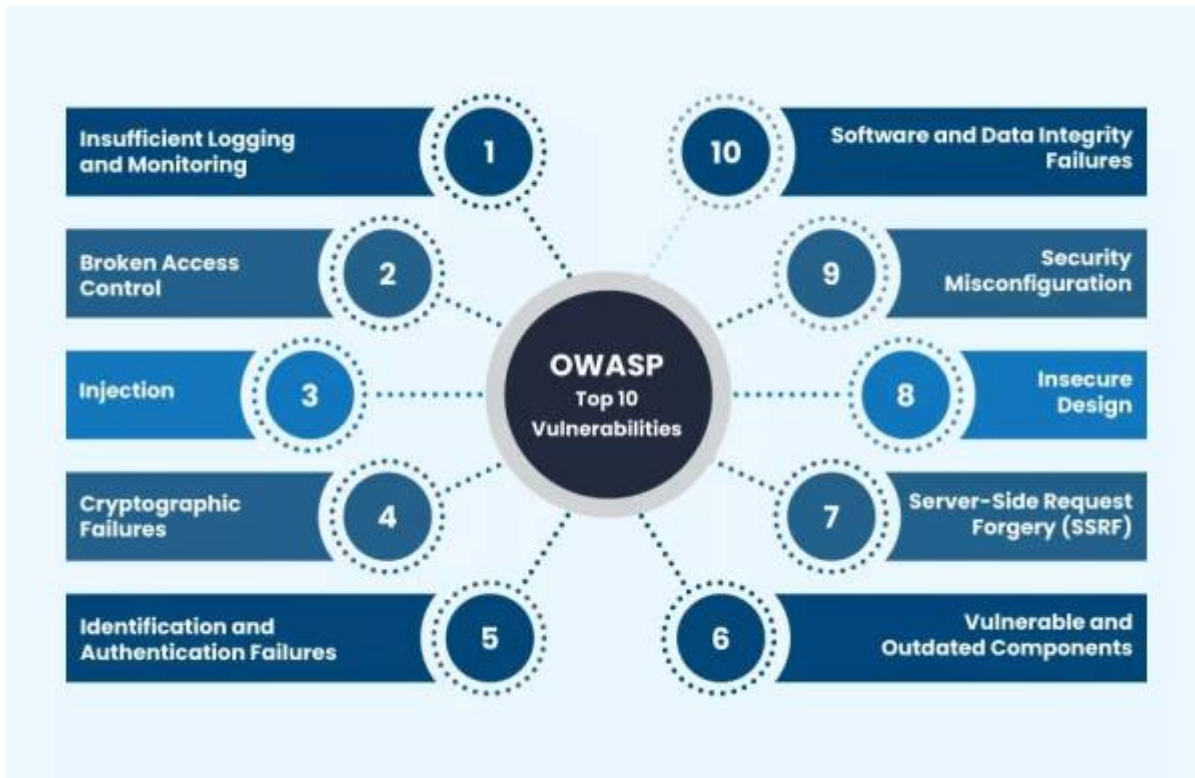 1
Insufficient Logging
and Monitoring
2
Broken Access
Control
3
Injection
4
Cryptographic
Failures
5
Identification and
Authentication Failures
OWASP
Top 10
Vulnerabilities
10
Software and Data Integrity
Failures
9
Security
Misconfiguration
8
Insecure
Design
7
Server-Side Request
Forgery (SSRF)
6
Vulnerable and
Outdated Components